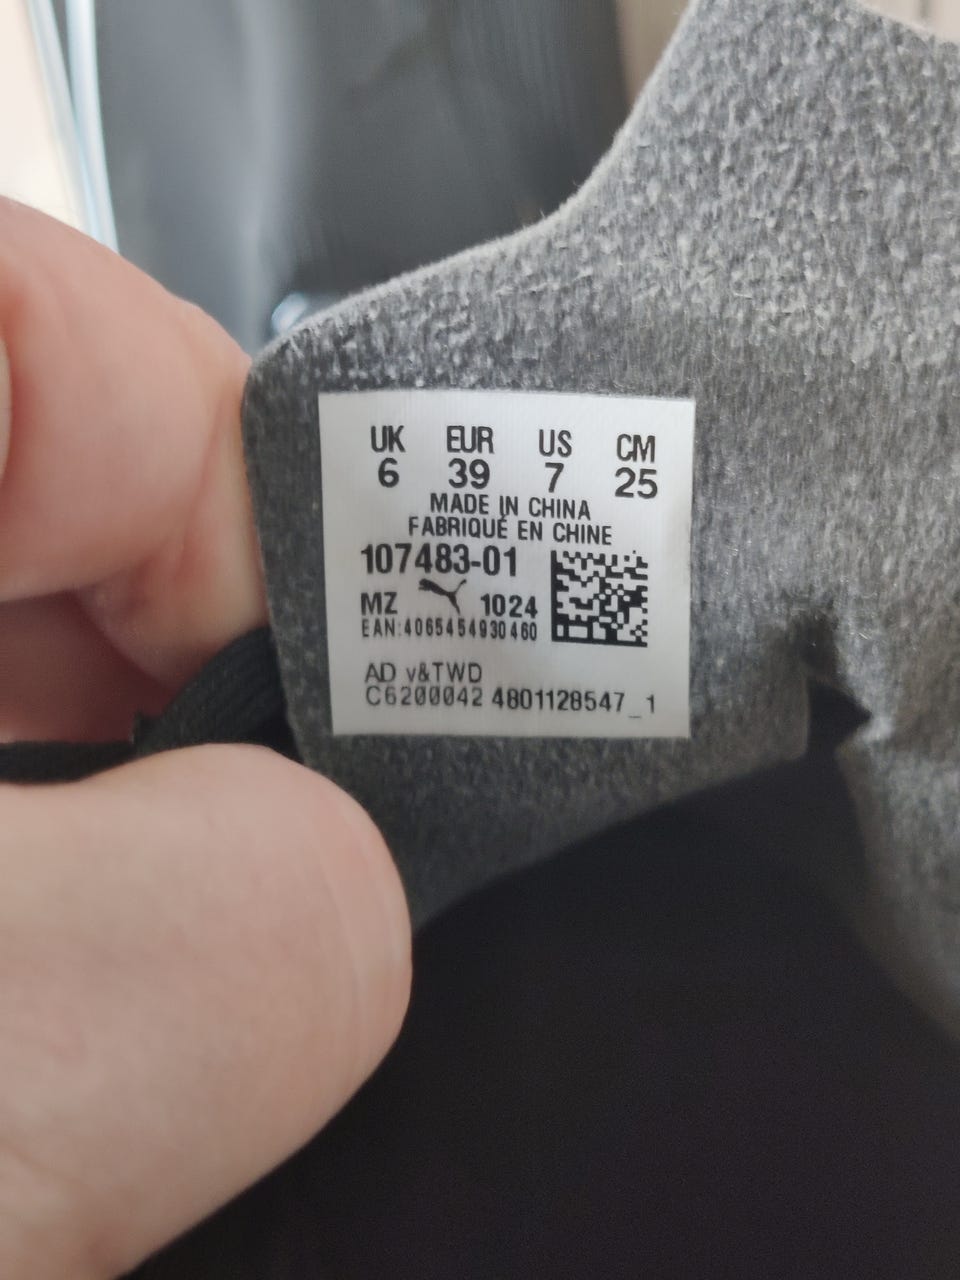 UK EUR US CM
6 39 7 25
MADE IN CHINA
FABRIQUÉ EN CHINE
107483-01
MZ 1024
EAN:4065454930460
AD v&TWD
C6200042 4801128547_1